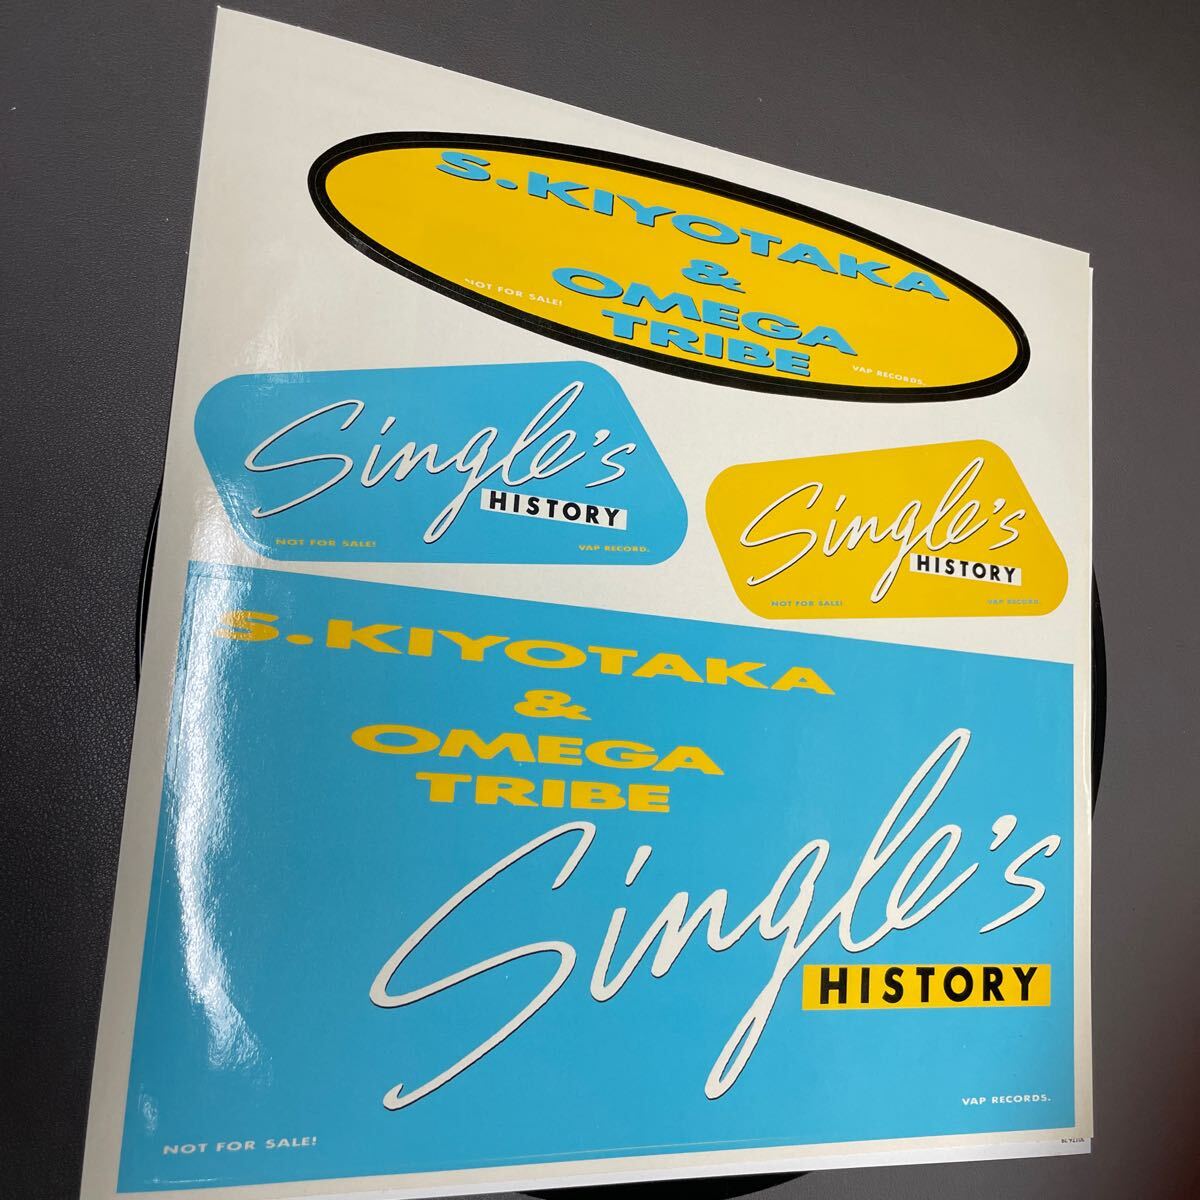 S.KIYOTAKA
&
OMEGA
TRIBE
NOT FOR SALE!
VAP RECORDS.
Single's
HISTORY
NOT FOR SALE!
VAP RECORD.
Single's
HISTORY
NOT FOR SALE!
VAP RECORD.
S.KIYOTAKA
&
OMEGA
TRIBE
Single's
HISTORY
VAP RECORDS.
NOT FOR SALE!